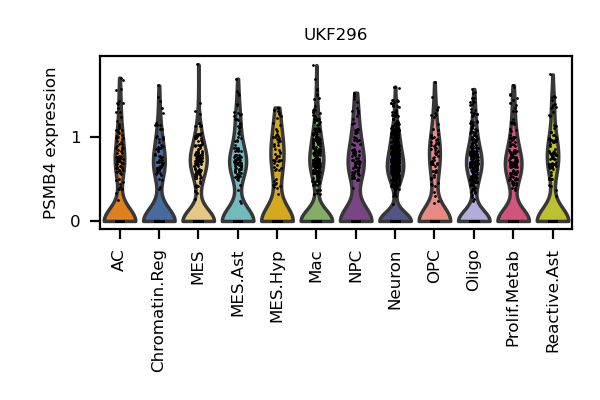 UKF296
PSMB4 expression
1
0
AC
Chromatin.Reg
MES
MES.Ast
MES.Hyp
Mac
NPC
Neuron
OPC
Oligo
Prolif.Metab
Reactive.Ast